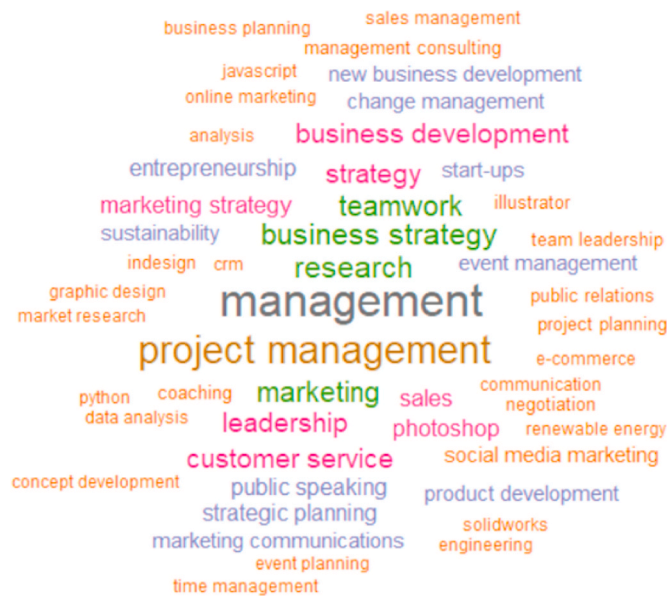 sales management
business planning
management consulting
javascript new business development
online marketing change management
analysis business development
entrepreneurship strategy start-ups
marketing strategy teamwork illustrator
sustainability business strategy team leadership
indesign crm research event management
graphic design management public relations
market research project planning
project management e-commerce
python coaching marketing sales communication
negotiation
data analysis leadership photoshop renewable energy
customer service social media marketing
concept development public speaking product development
strategic planning solidworks
marketing communications engineering
event planning
time management